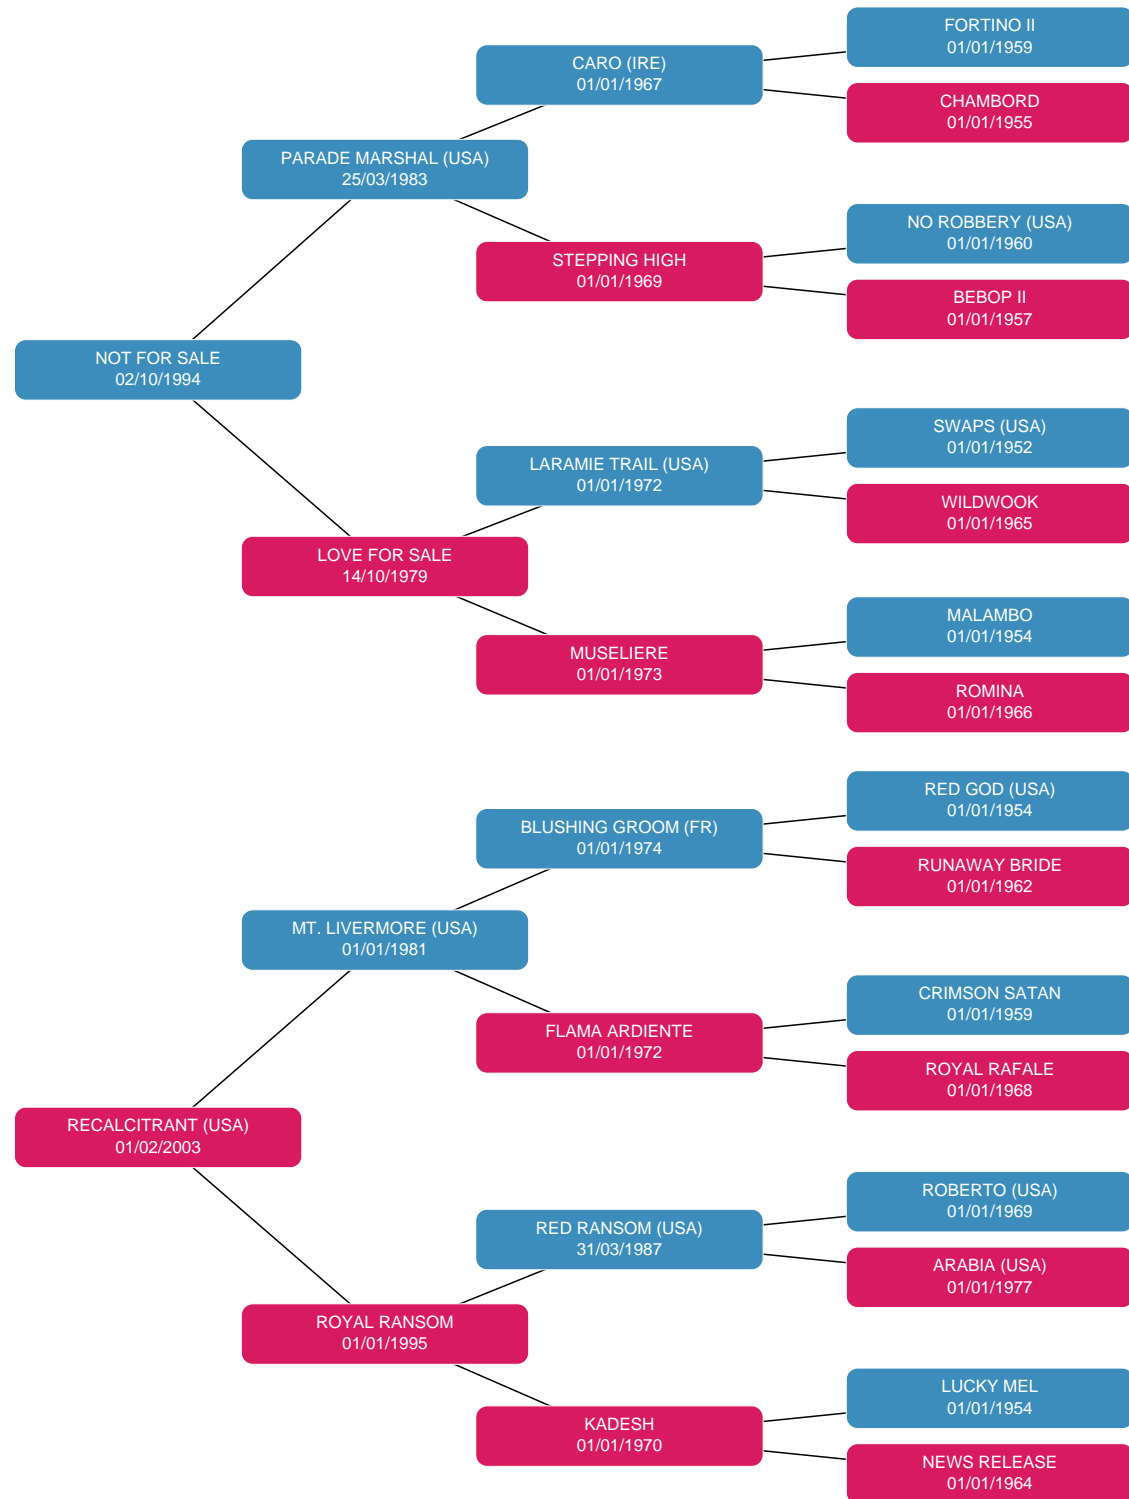 FORTINO II
01/01/1959
CARO (IRE)
01/01/1967
CHAMBORD
01/01/1955
PARADE MARSHAL (USA)
25/03/1983
NO ROBBERY (USA)
01/01/1960
STEPPING HIGH
01/01/1969
BEBOP II
01/01/1957
NOT FOR SALE
02/10/1994
SWAPS (USA)
01/01/1952
LARAMIE TRAIL (USA)
01/01/1972
WILDWOOK
01/01/1965
LOVE FOR SALE
14/10/1979
MALAMBO
01/01/1954
MUSELIERE
01/01/1973
ROMINA
01/01/1966
RED GOD (USA)
01/01/1954
BLUSHING GROOM (FR)
01/01/1974
RUNAWAY BRIDE
01/01/1962
MT. LIVERMORE (USA)
01/01/1981
CRIMSON SATAN
01/01/1959
FLAMA ARDIENTE
01/01/1972
ROYAL RAFALE
01/01/1968
RECALCITRANT (USA)
01/02/2003
ROBERTO (USA)
01/01/1969
RED RANSOM (USA)
31/03/1987
ARABIA (USA)
01/01/1977
ROYAL RANSOM
01/01/1995
LUCKY MEL
01/01/1954
KADESH
01/01/1970
NEWS RELEASE
01/01/1964